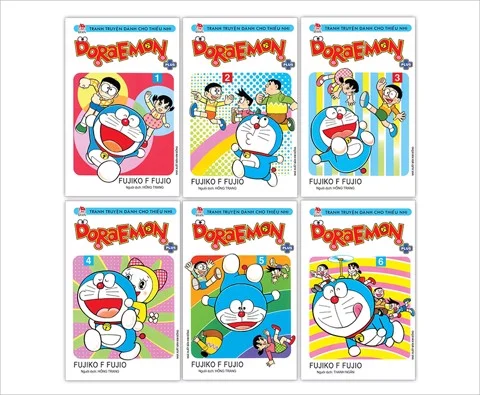 TRANH TRUYỆN DÀNH CHO THIẾU NHI
DORAEMON
PLUS
1
FUJIKO F FUJIO
Người dịch: HỒNG TRANG
TRANH TRUYỆN DÀNH CHO THIẾU NHI
DORAEMON
PLUS
2
FUJIKO F FUJIO
Người dịch: HỒNG TRANG
TRANH TRUYỆN DÀNH CHO THIẾU NHI
DORAEMON
PLUS
3
FUJIKO F FUJIO
Người dịch: HỒNG TRANG
TRANH TRUYỆN DÀNH CHO THIẾU NHI
DORAEMON
PLUS
4
FUJIKO F FUJIO
Người dịch: HỒNG TRANG
TRANH TRUYỆN DÀNH CHO THIẾU NHI
DORAEMON
PLUS
5
FUJIKO F FUJIO
Người dịch: HỒNG TRANG
TRANH TRUYỆN DÀNH CHO THIẾU NHI
DORAEMON
PLUS
6
FUJIKO F FUJIO
Người dịch: THANH NGÂN